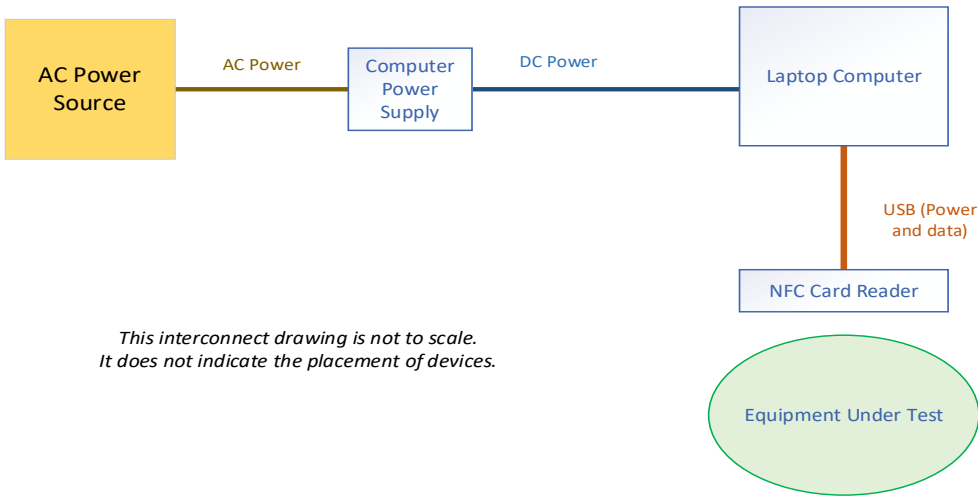 AC Power
Source
AC Power
Computer
Power
Supply
DC Power
Laptop Computer
USB (Power
and data)
NFC Card Reader
This interconnect drawing is not to scale.
It does not indicate the placement of devices.
Equipment Under Test